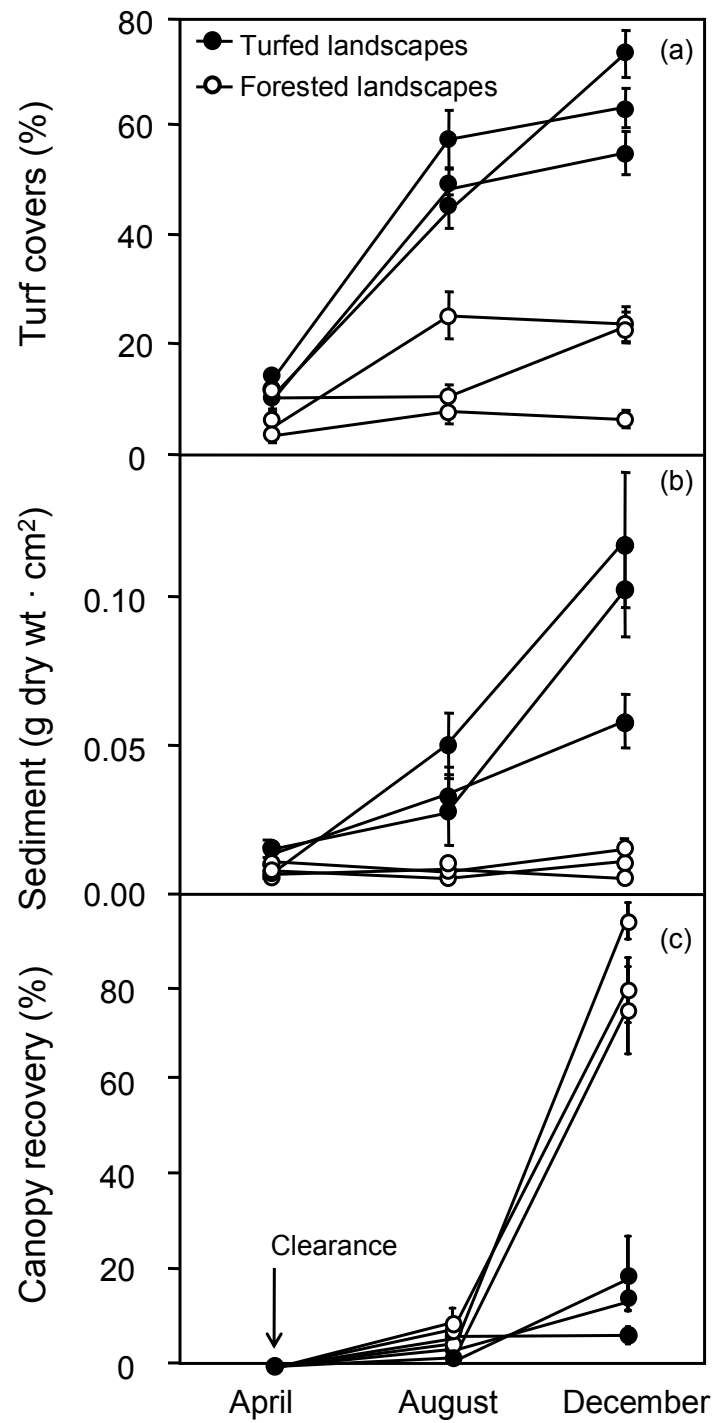 Turf covers (%)
80
60
40
20
0
Turfed landscapes
Forested landscapes
(a)
Sediment (g dry wt · cm²)
0.10
0.05
0.00
(b)
Canopy recovery (%)
80
60
40
20
0
(c)
Clearance
April August December